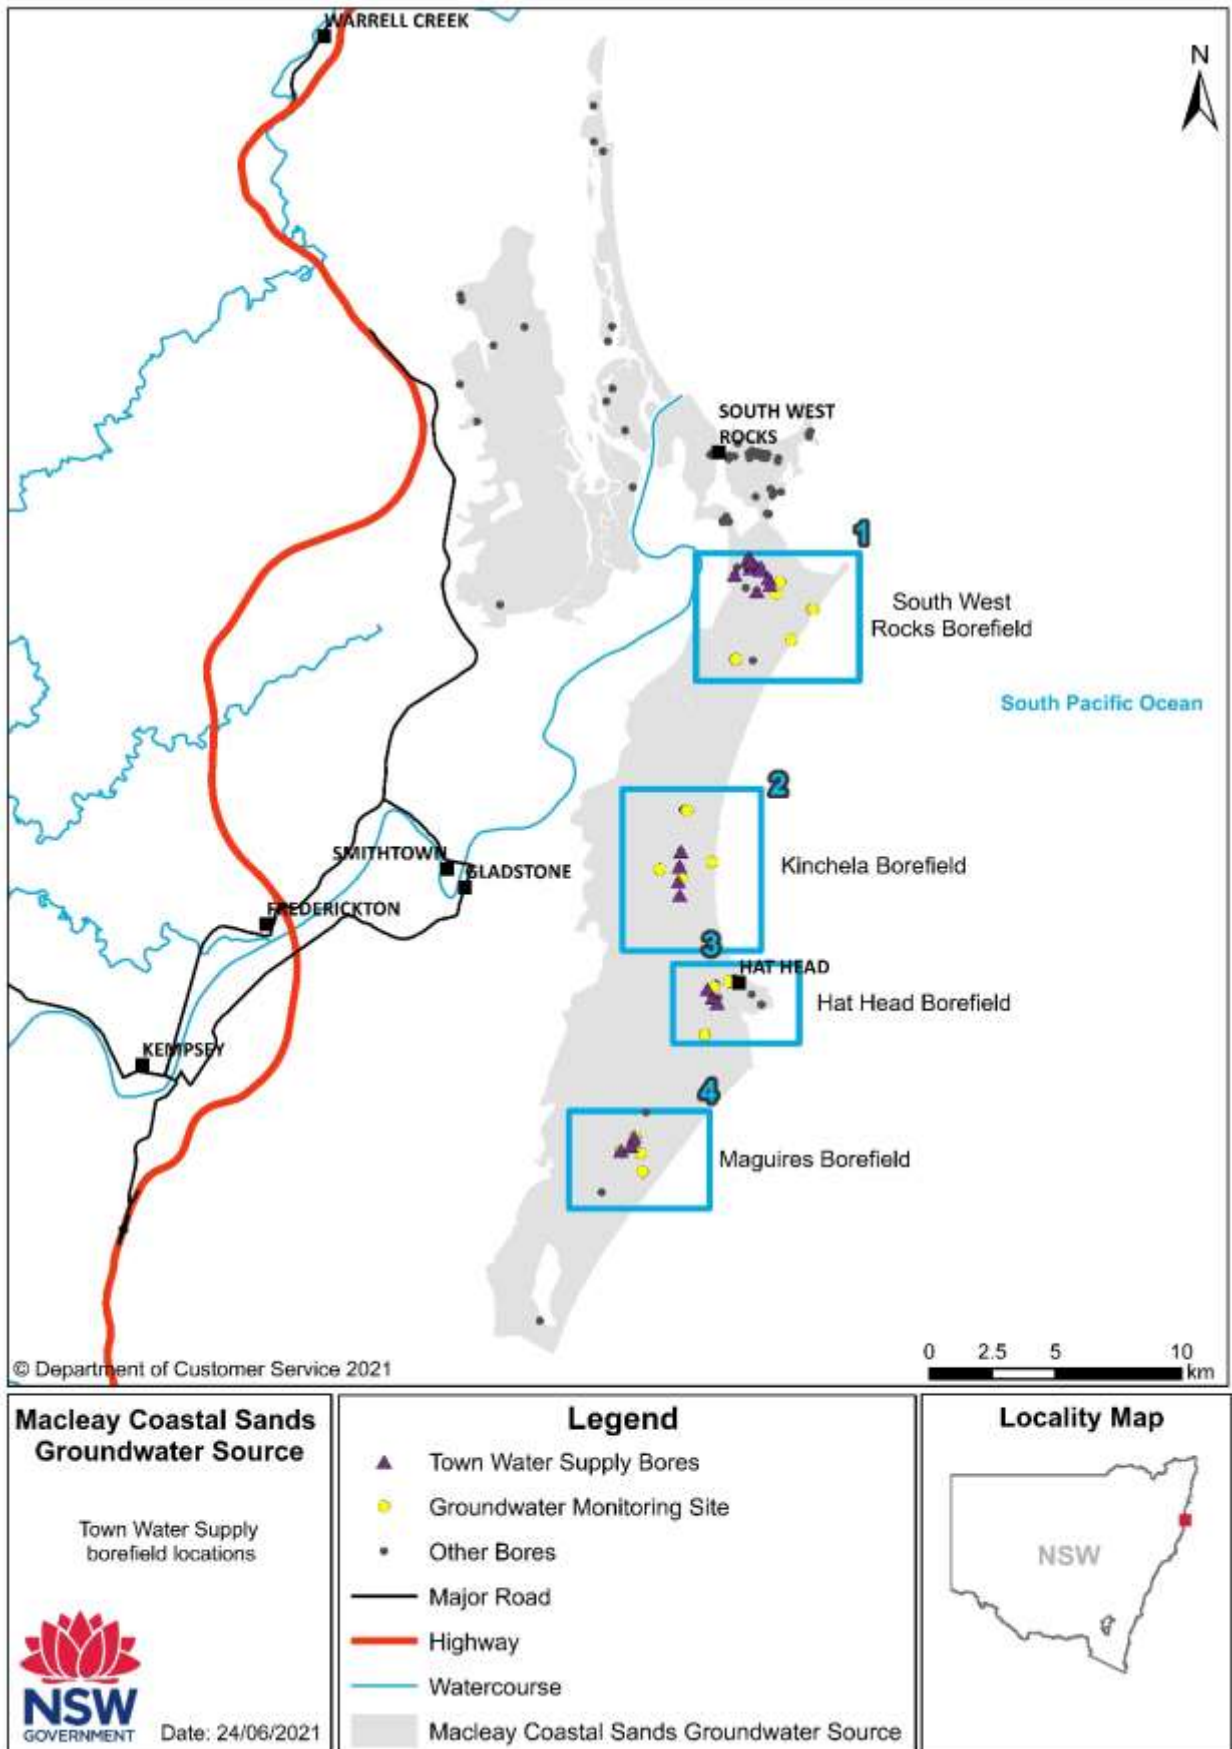 WARRELL CREEK
N
SOUTH WEST
ROCKS
1
South West
Rocks Borefield
South Pacific Ocean
2
Kinchela Borefield
SMITHTOWN
GLADSTONE
FREDERICKTON
3
HAT HEAD
Hat Head Borefield
KEMPSEY
4
Maguires Borefield
0 2.5 5 10
km
© Department of Customer Service 2021
Macleay Coastal Sands
Groundwater Source
Town Water Supply
borefield locations
NSW
GOVERNMENT
Date: 24/06/2021
Legend
Town Water Supply Bores
Groundwater Monitoring Site
Other Bores
Major Road
Highway
Watercourse
Macleay Coastal Sands Groundwater Source
Locality Map
NSW